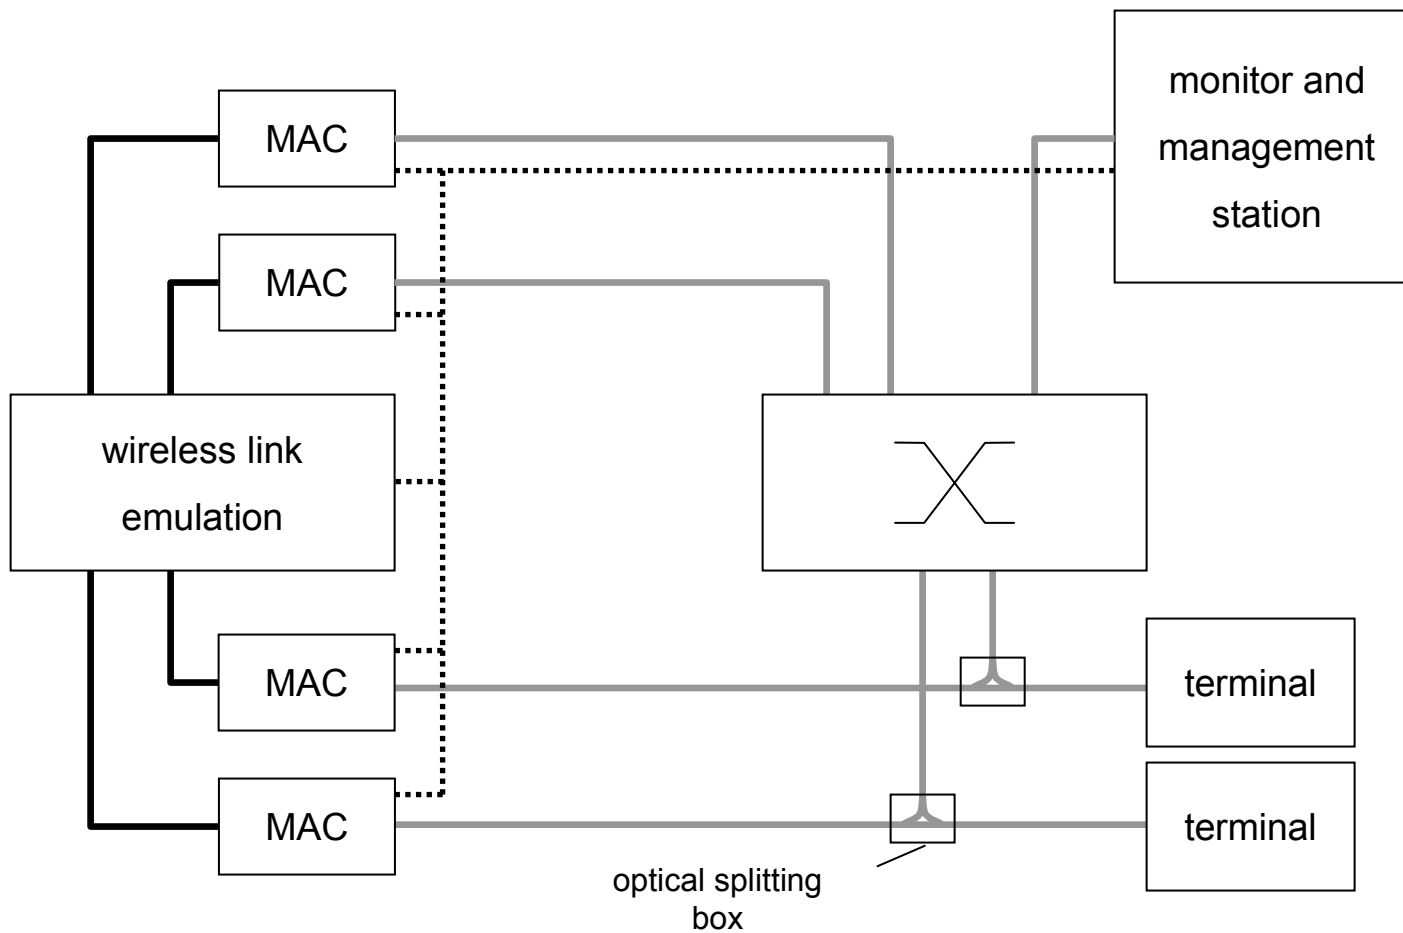 monitor and
management
station
MAC
MAC
wireless link
emulation
MAC
terminal
MAC
terminal
optical splitting
box